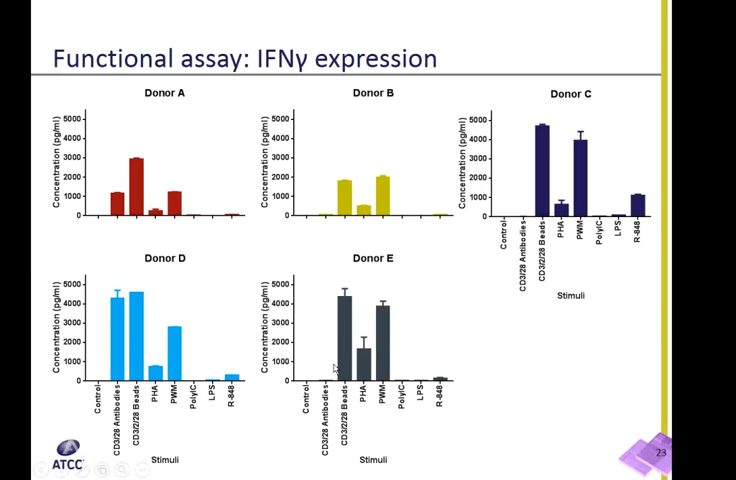 Functional assay: IFNγ expression
Donor A
Concentration (pg/ml)
5000
4000
3000
2000
1000
0
Donor B
Concentration (pg/ml)
5000
4000
3000
2000
1000
0
Donor C
Concentration (pg/ml)
5000
4000
3000
2000
1000
0
Control
CD3/28 Antibodies
CD3/2/28 Beads
PHA
PWM
PolyIC
LPS
R-848
Stimuli
Donor D
Concentration (pg/ml)
5000
4000
3000
2000
1000
0
Control
CD3/28 Antibodies
CD3/2/28 Beads
PHA
PWM
PolyIC
LPS
R-848
Stimuli
Donor E
Concentration (pg/ml)
5000
4000
3000
2000
1000
0
Control
CD3/28 Antibodies
CD3/2/28 Beads
PHA
PWM
PolyIC
LPS
R-848
Stimuli
ATCC
23